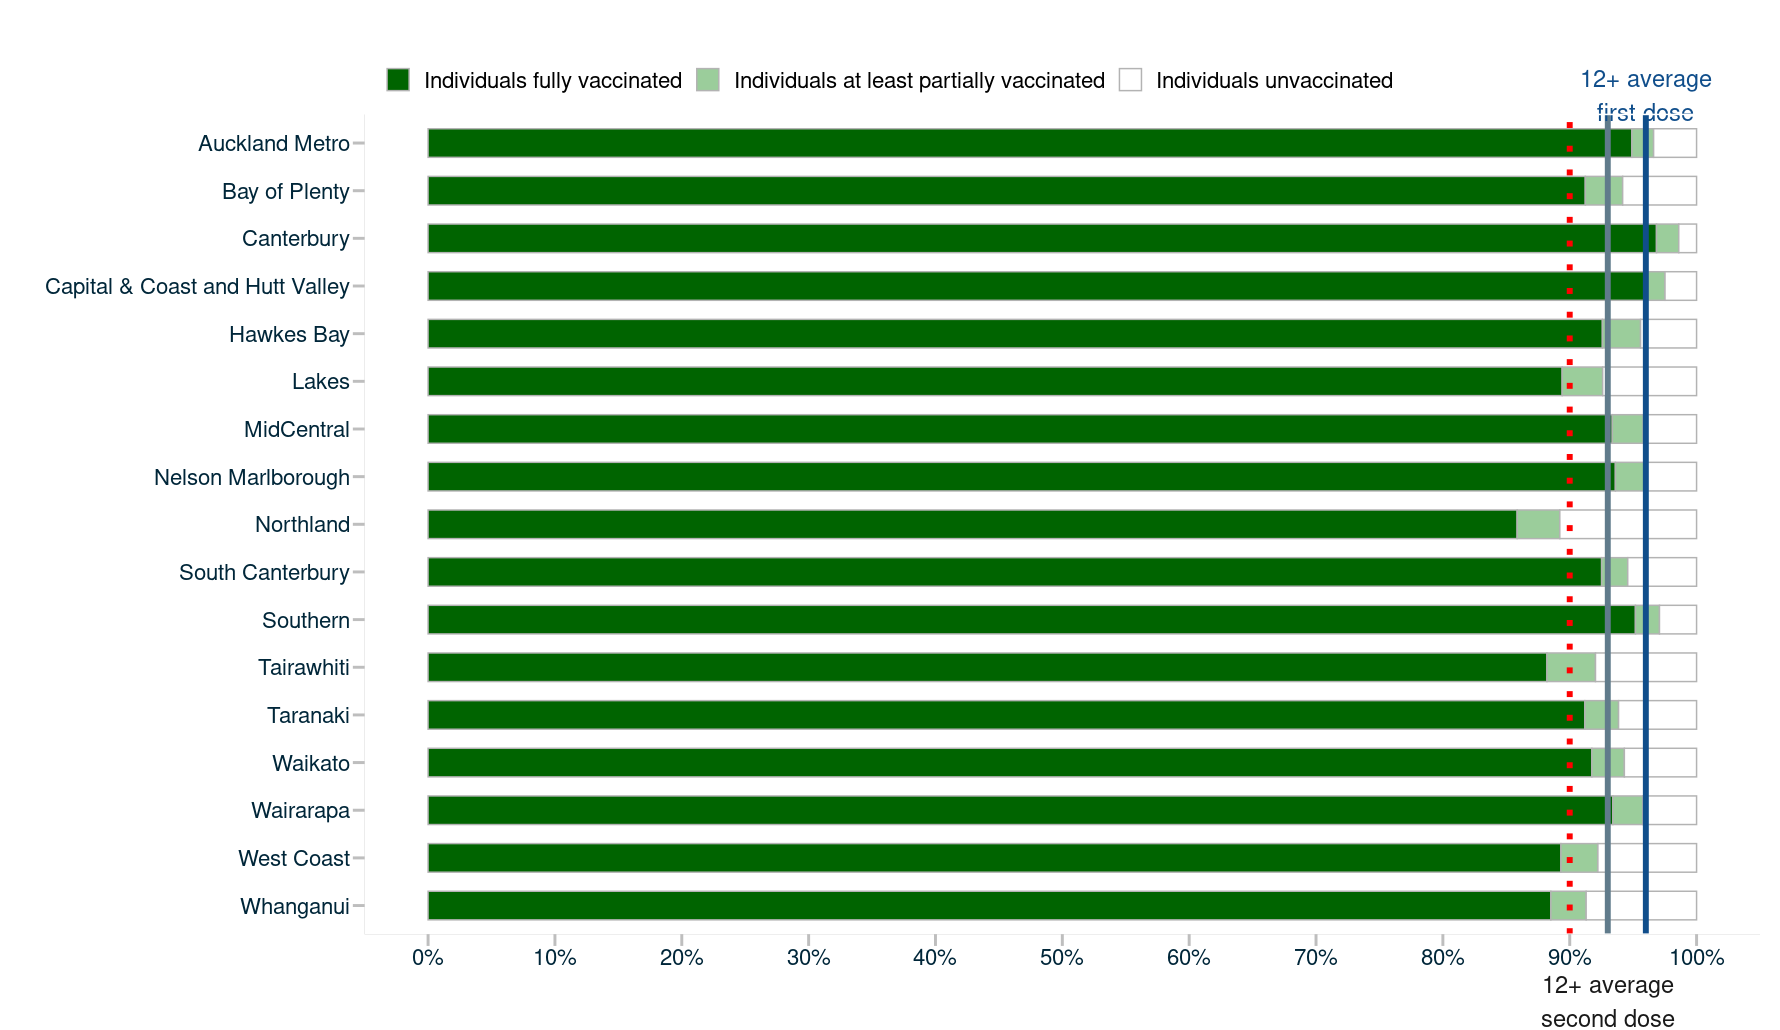 Individuals fully vaccinated Individuals at least partially vaccinated Individuals unvaccinated
12+ average
first dose
Auckland Metro
Bay of Plenty
Canterbury
Capital & Coast and Hutt Valley
Hawkes Bay
Lakes
MidCentral
Nelson Marlborough
Northland
South Canterbury
Southern
Tairawhiti
Taranaki
Waikato
Wairarapa
West Coast
Whanganui
0% 10% 20% 30% 40% 50% 60% 70% 80% 90% 100%
12+ average
second dose